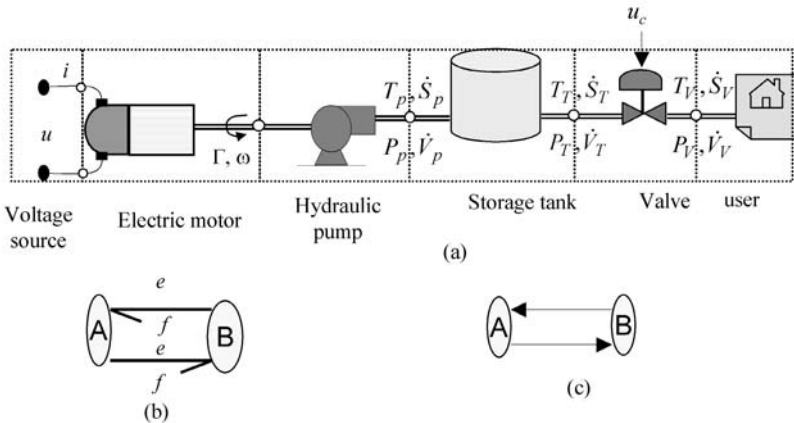 u_c
i
T_p, Ṡ_p
T_T, Ṡ_T
T_V, Ṡ_V
u
Γ, ω
P_p, V̇_p
P_T, V̇_T
P_V, V̇_V
Voltage
source
Electric motor
Hydraulic
pump
Storage tank
Valve
user
(a)
e
A
B
f
e
f
(b)
A
B
(c)